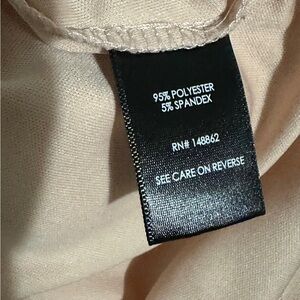 95% POLYESTER
5% SPANDEX
RN# 148862
SEE CARE ON REVERSE